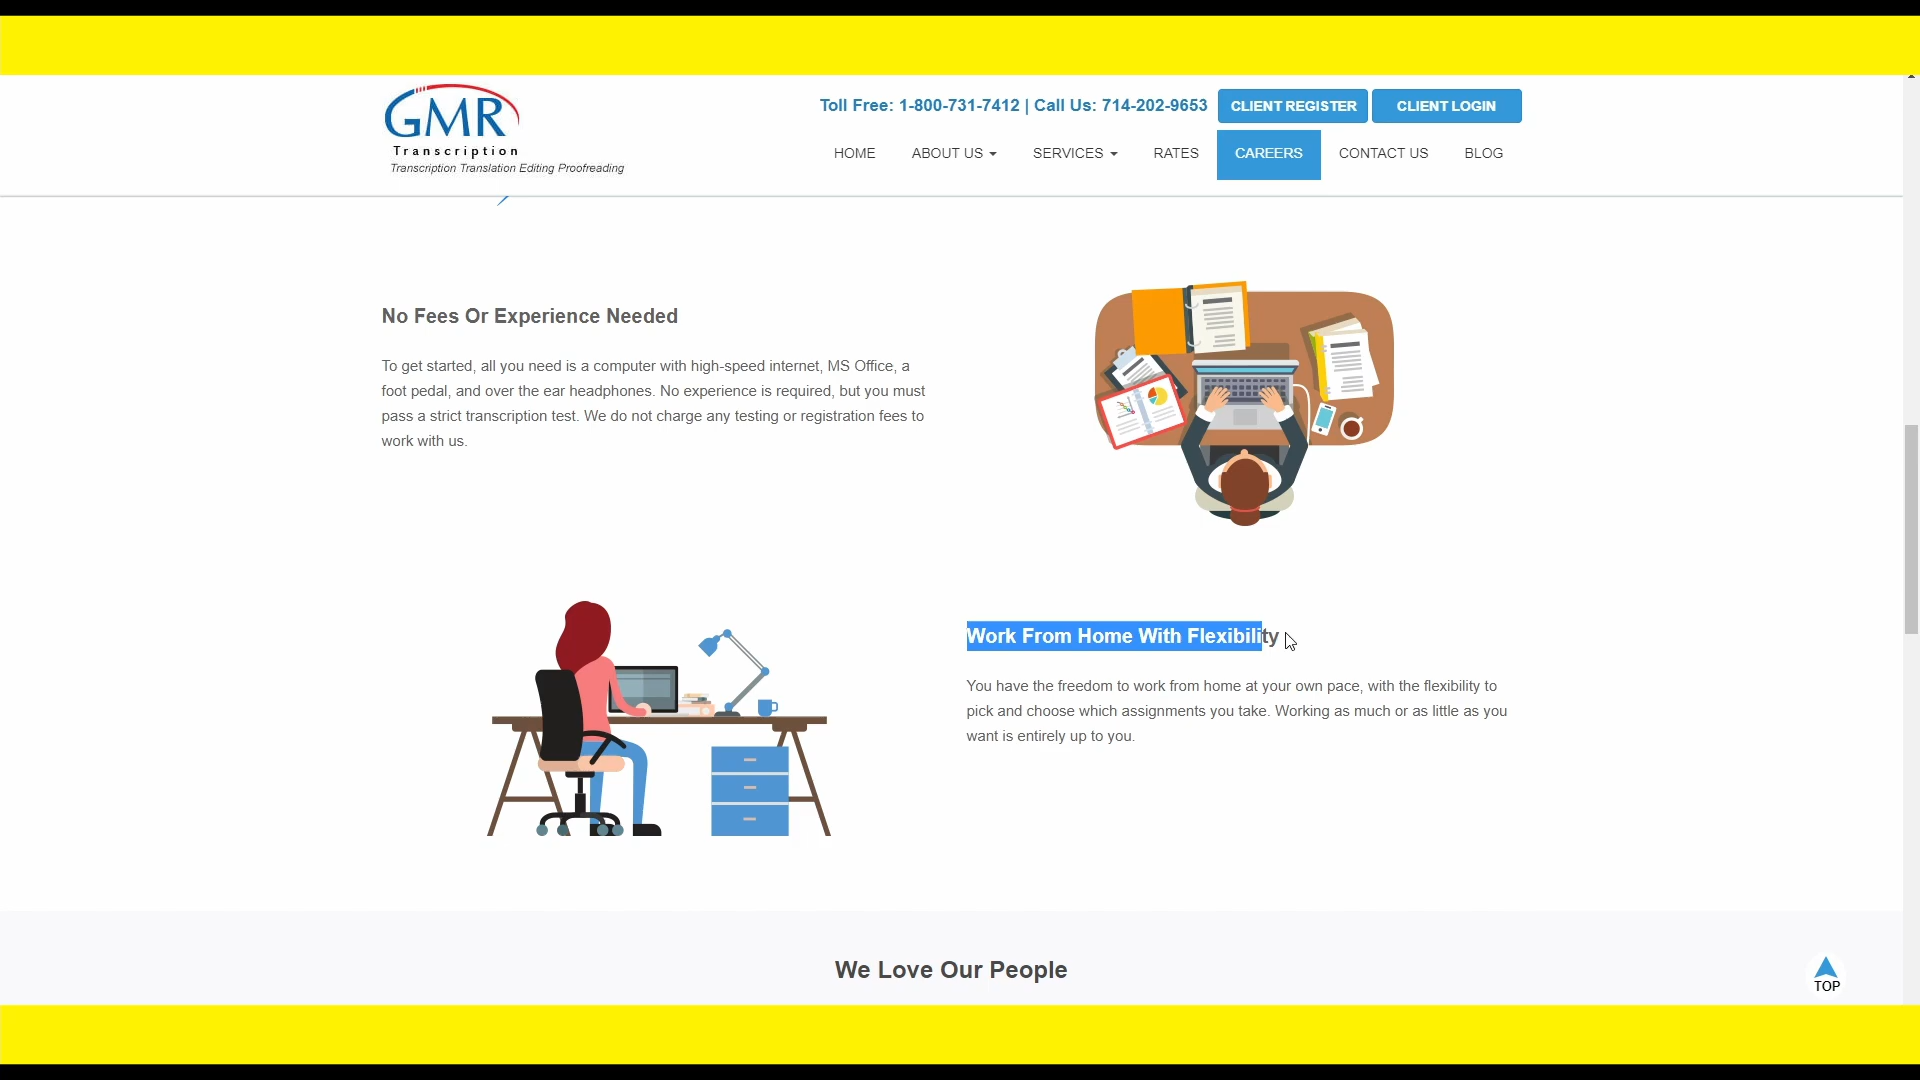 GMR
Transcription
Transcription Translation Editing Proofreading
Toll Free: 1-800-731-7412 | Call Us: 714-202-9653
CLIENT REGISTER
CLIENT LOGIN
HOME
ABOUT US
SERVICES
RATES
CAREERS
CONTACT US
BLOG
No Fees Or Experience Needed
To get started, all you need is a computer with high-speed internet, MS Office, a
foot pedal, and over the ear headphones. No experience is required, but you must
pass a strict transcription test. We do not charge any testing or registration fees to
work with us.
Work From Home With Flexibility
You have the freedom to work from home at your own pace, with the flexibility to
pick and choose which assignments you take. Working as much or as little as you
want is entirely up to you.
We Love Our People
TOP